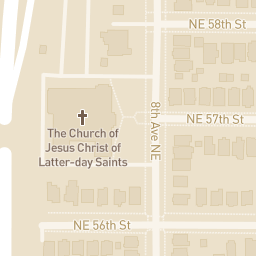 NE 58th St
8th Ave NE
NE 57th St
The Church of
Jesus Christ of
Latter-day Saints
NE 56th St